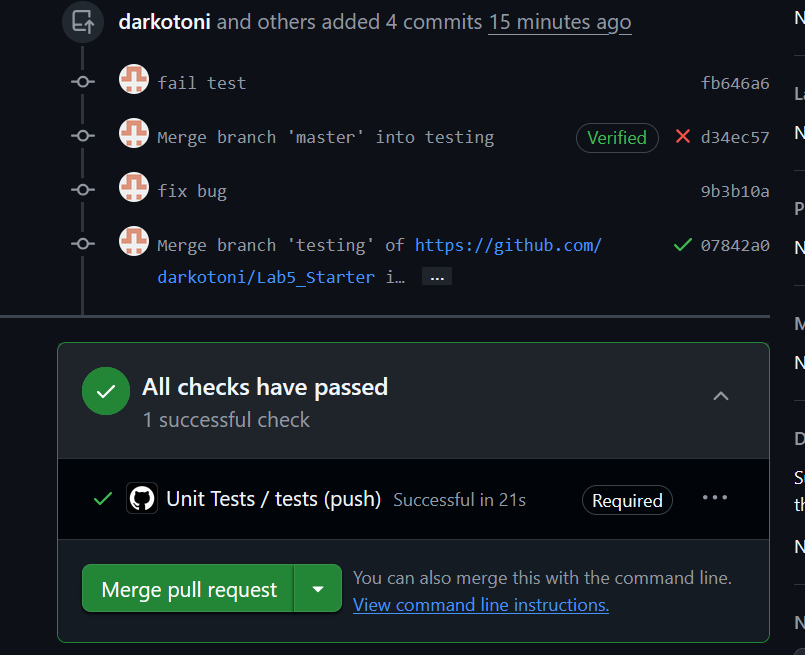 darkotoni and others added 4 commits 15 minutes ago
fail test fb646a6
Merge branch 'master' into testing Verified d34ec57
fix bug 9b3b10a
Merge branch 'testing' of https://github.com/ 07842a0
darkotoni/Lab5_Starter i… …
All checks have passed
1 successful check
Unit Tests / tests (push) Successful in 21s Required
Merge pull request
You can also merge this with the command line.
View command line instructions.